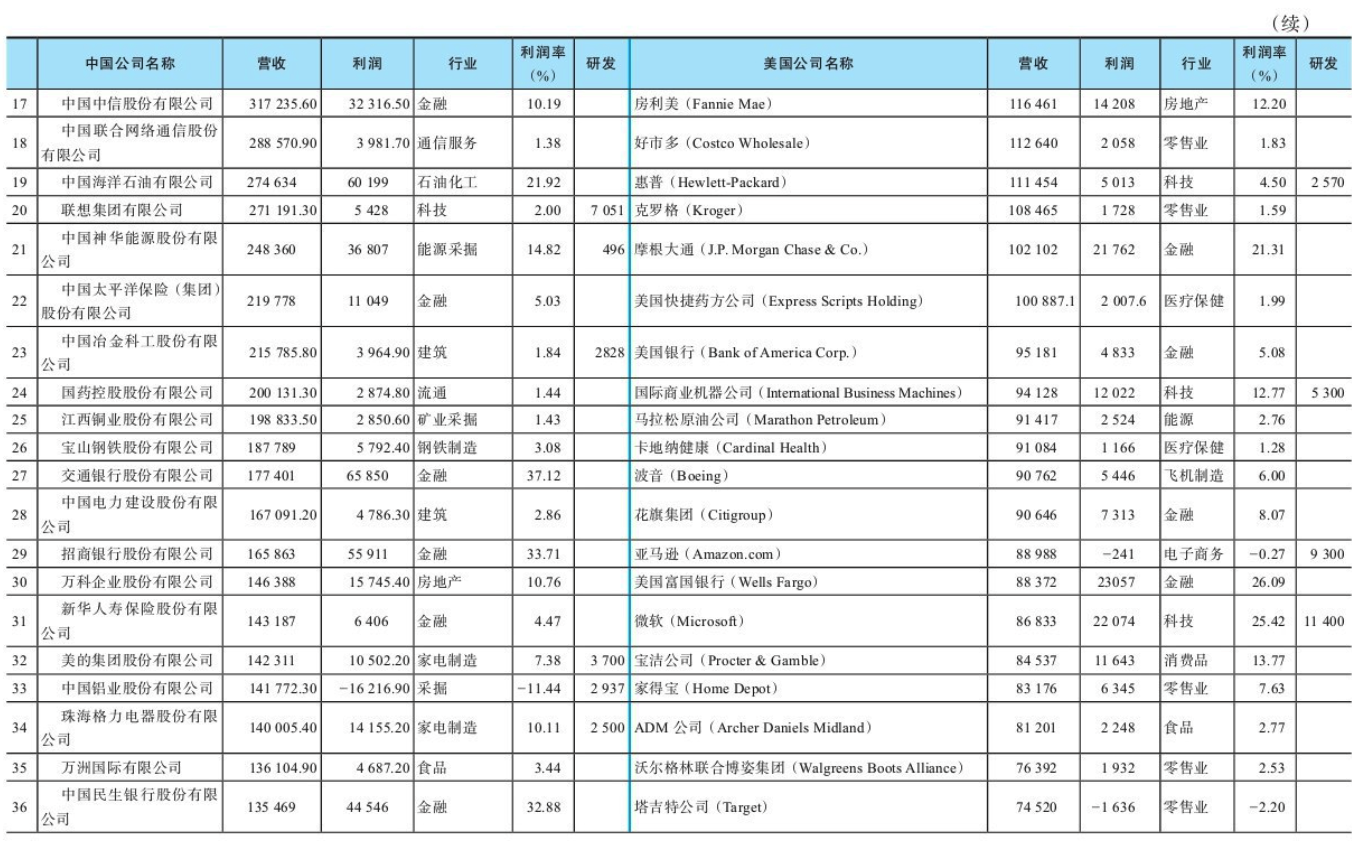 （续）
中国公司名称 营收 利润 行业 利润率（%） 研发 美国公司名称 营收 利润 行业 利润率（%） 研发
17 中国中信股份有限公司 317 235.60 32 316.50 金融 10.19 房利美（Fannie Mae） 116 461 14 208 房地产 12.20
18 中国联合网络通信股份有限公司 288 570.90 3 981.70 通信服务 1.38 好市多（Costco Wholesale） 112 640 2 058 零售业 1.83
19 中国海洋石油有限公司 274 634 60 199 石油化工 21.92 惠普（Hewlett-Packard） 111 454 5 013 科技 4.50 2 570
20 联想集团有限公司 271 191.30 5 428 科技 2.00 7 051 克罗格（Kroger） 108 465 1 728 零售业 1.59
21 中国神华能源股份有限公司 248 360 36 807 能源采掘 14.82 496 摩根大通（J.P. Morgan Chase & Co.） 102 102 21 762 金融 21.31
22 中国太平洋保险（集团）股份有限公司 219 778 11 049 金融 5.03 美国快捷药方公司（Express Scripts Holding） 100 887.1 2 007.6 医疗保健 1.99
23 中国冶金科工股份有限公司 215 785.80 3 964.90 建筑 1.84 2828 美国银行（Bank of America Corp.） 95 181 4 833 金融 5.08
24 国药控股股份有限公司 200 131.30 2 874.80 流通 1.44 国际商业机器公司（International Business Machines） 94 128 12 022 科技 12.77 5 300
25 江西铜业股份有限公司 198 833.50 2 850.60 矿业采掘 1.43 马拉松原油公司（Marathon Petroleum） 91 417 2 524 能源 2.76
26 宝山钢铁股份有限公司 187 789 5 792.40 钢铁制造 3.08 卡地纳健康（Cardinal Health） 91 084 1 166 医疗保健 1.28
27 交通银行股份有限公司 177 401 65 850 金融 37.12 波音（Boeing） 90 762 5 446 飞机制造 6.00
28 中国电力建设股份有限公司 167 091.20 4 786.30 建筑 2.86 花旗集团（Citigroup） 90 646 7 313 金融 8.07
29 招商银行股份有限公司 165 863 55 911 金融 33.71 亚马逊（Amazon.com） 88 988 −241 电子商务 −0.27 9 300
30 万科企业股份有限公司 146 388 15 745.40 房地产 10.76 美国富国银行（Wells Fargo） 88 372 23057 金融 26.09
31 新华人寿保险股份有限公司 143 187 6 406 金融 4.47 微软（Microsoft） 86 833 22 074 科技 25.42 11 400
32 美的集团股份有限公司 142 311 10 502.20 家电制造 7.38 3 700 宝洁公司（Procter & Gamble） 84 537 11 643 消费品 13.77
33 中国铝业股份有限公司 141 772.30 −16 216.90 采掘 −11.44 2 937 家得宝（Home Depot） 83 176 6 345 零售业 7.63
34 珠海格力电器股份有限公司 140 005.40 14 155.20 家电制造 10.11 2 500 ADM 公司（Archer Daniels Midland） 81 201 2 248 食品 2.77
35 万洲国际有限公司 136 104.90 4 687.20 食品 3.44 沃尔格林联合博姿集团（Walgreens Boots Alliance） 76 392 1 932 零售业 2.53
36 中国民生银行股份有限公司 135 469 44 546 金融 32.88 塔吉特公司（Target） 74 520 −1 636 零售业 −2.20